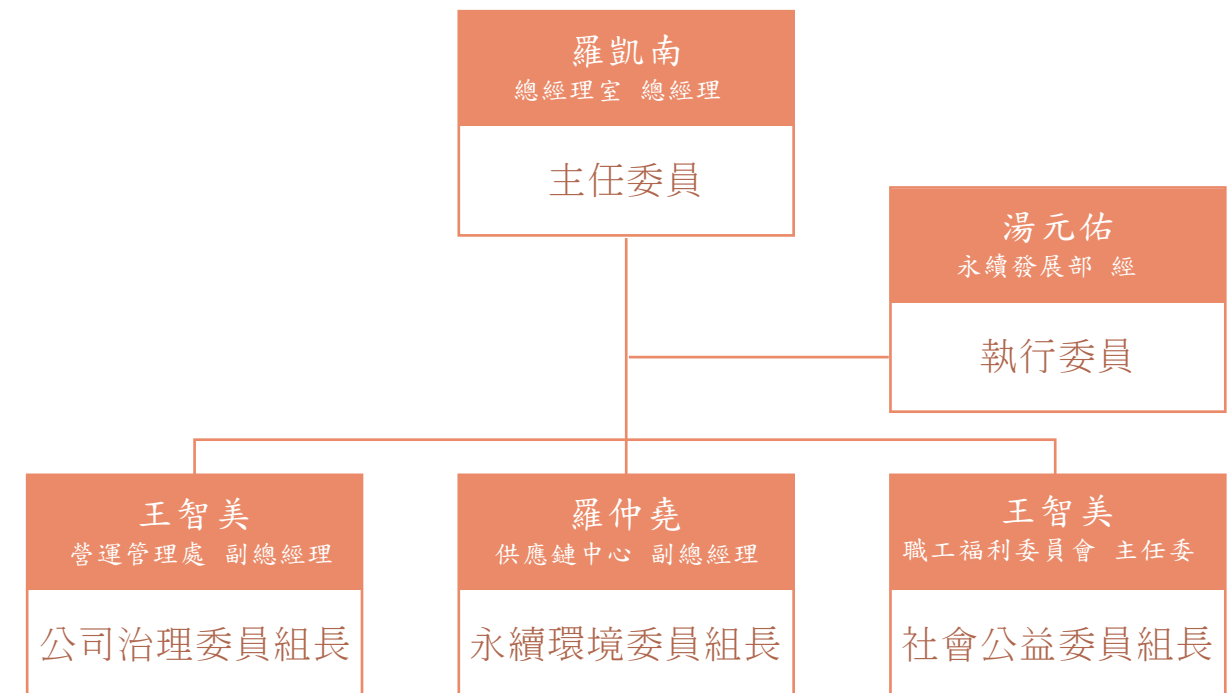 羅凱南
總經理室 總經理
主任委員
湯元佑
永續發展部 經
執行委員
王智美
營運管理處 副總經理
公司治理委員組長
羅仲堯
供應鏈中心 副總經理
永續環境委員組長
王智美
職工福利委員會 主任委
社會公益委員組長